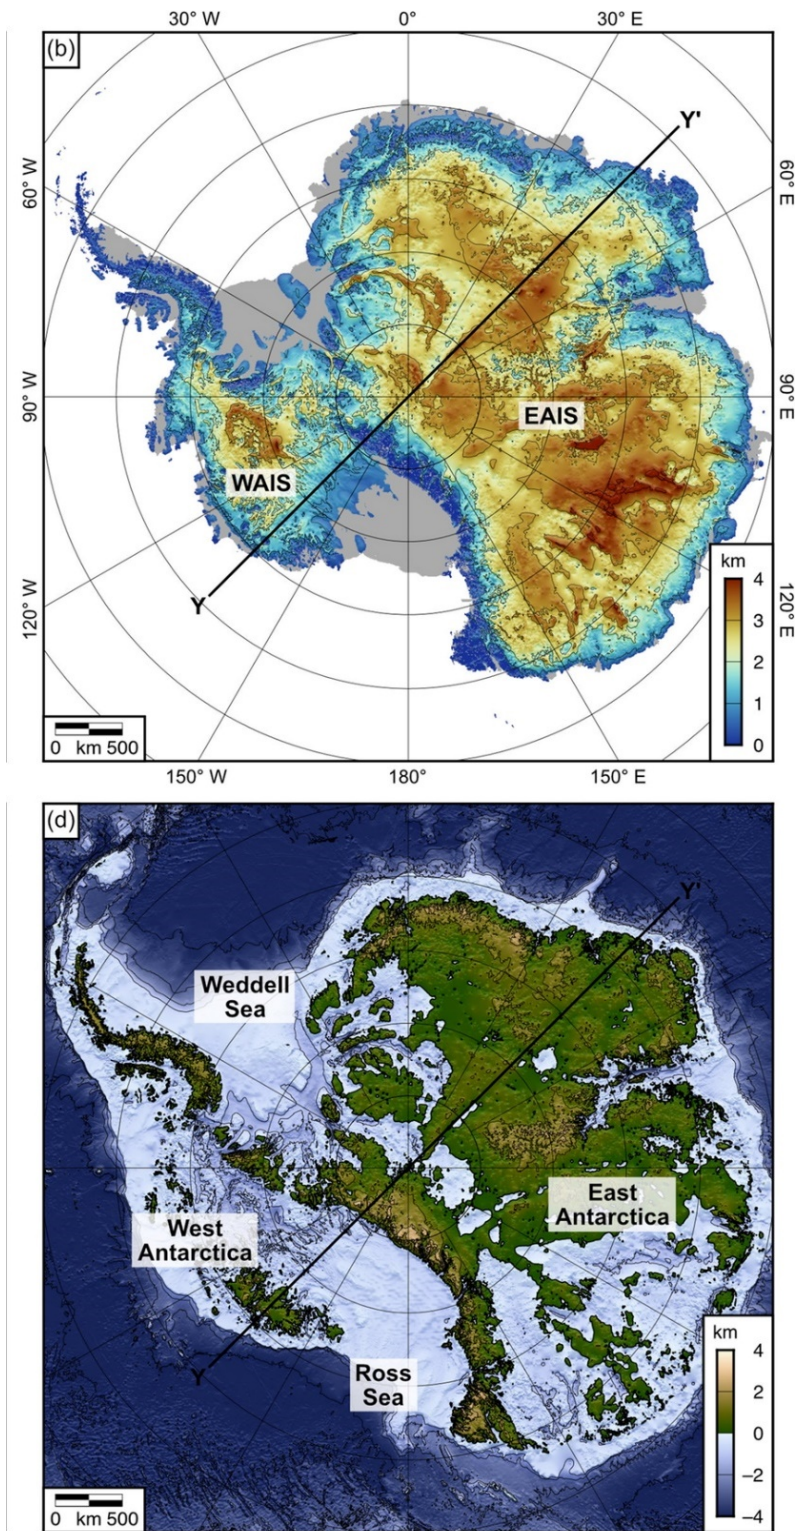 30° W
0°
30° E
(b)
Y'
60° W
60° E
90° W
90° E
EAIS
WAIS
Y
120° W
120° E
km
4
3
2
1
0
0 km 500
150° W
180°
150° E
(d)
Y'
Weddell
Sea
East
Antarctica
West
Antarctica
Y
Ross
Sea
km
4
2
0
−2
−4
0 km 500